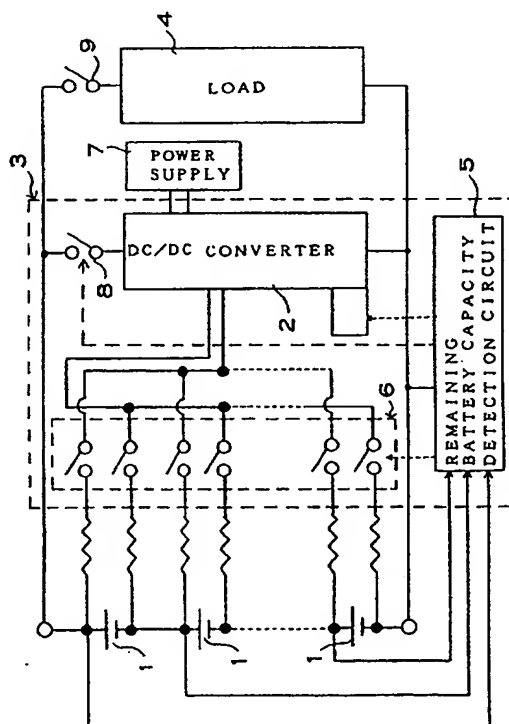 3
9
4
LOAD
7
POWER
SUPPLY
8
DC/DC CONVERTER
2
5
REMAINING
BATTERY CAPACITY
DETECTION CIRCUIT
6
1
1
1